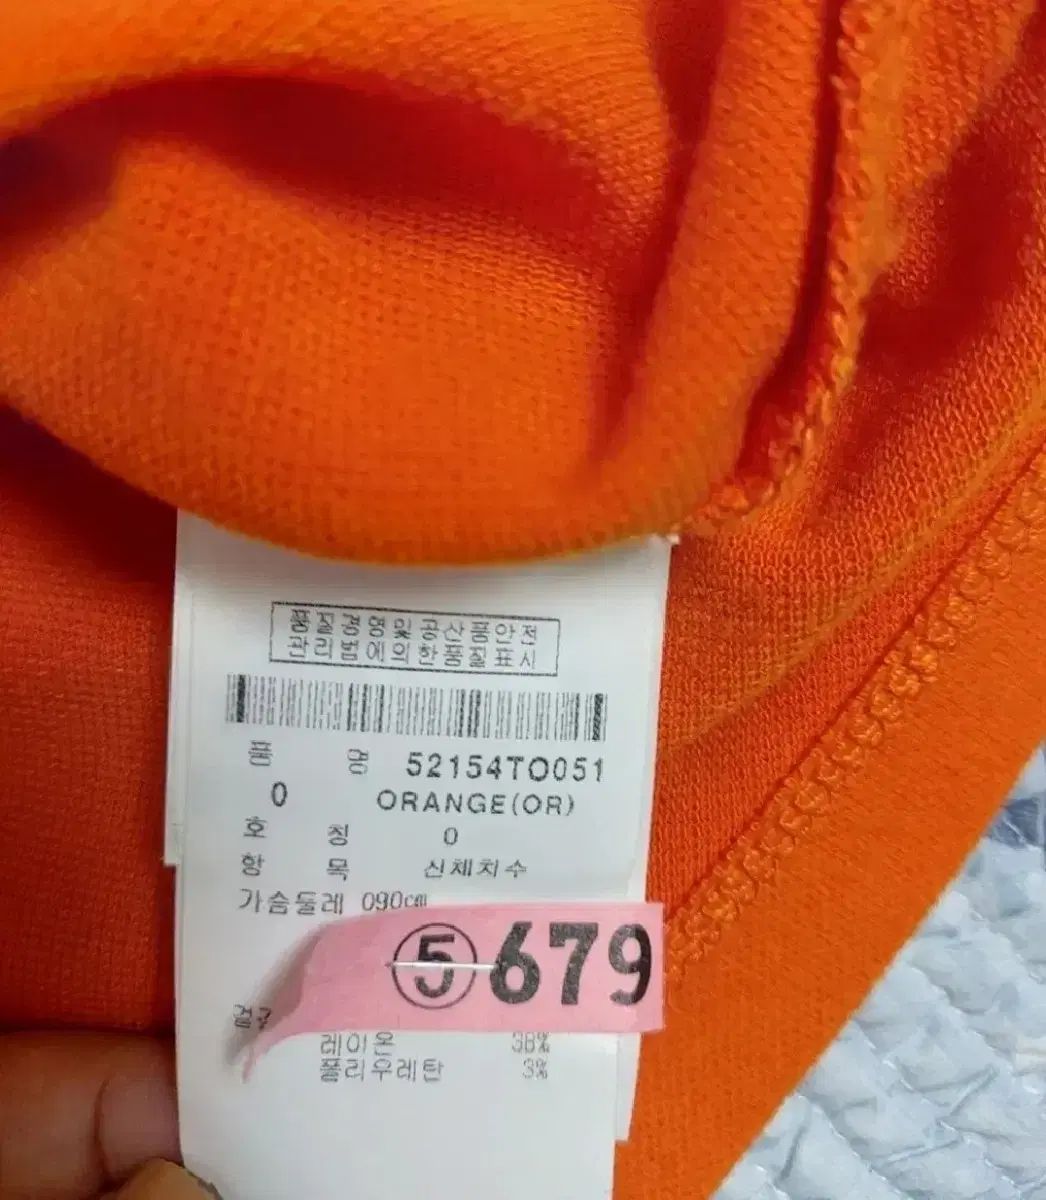 품질경영및공산품안전
관리법에의한품질표시
품 명 52154TO051
0 ORANGE(OR)
호 칭 0
항 목 신체치수
가슴둘레 090cm
⑤679
레이온 38%
폴리우레탄 3%